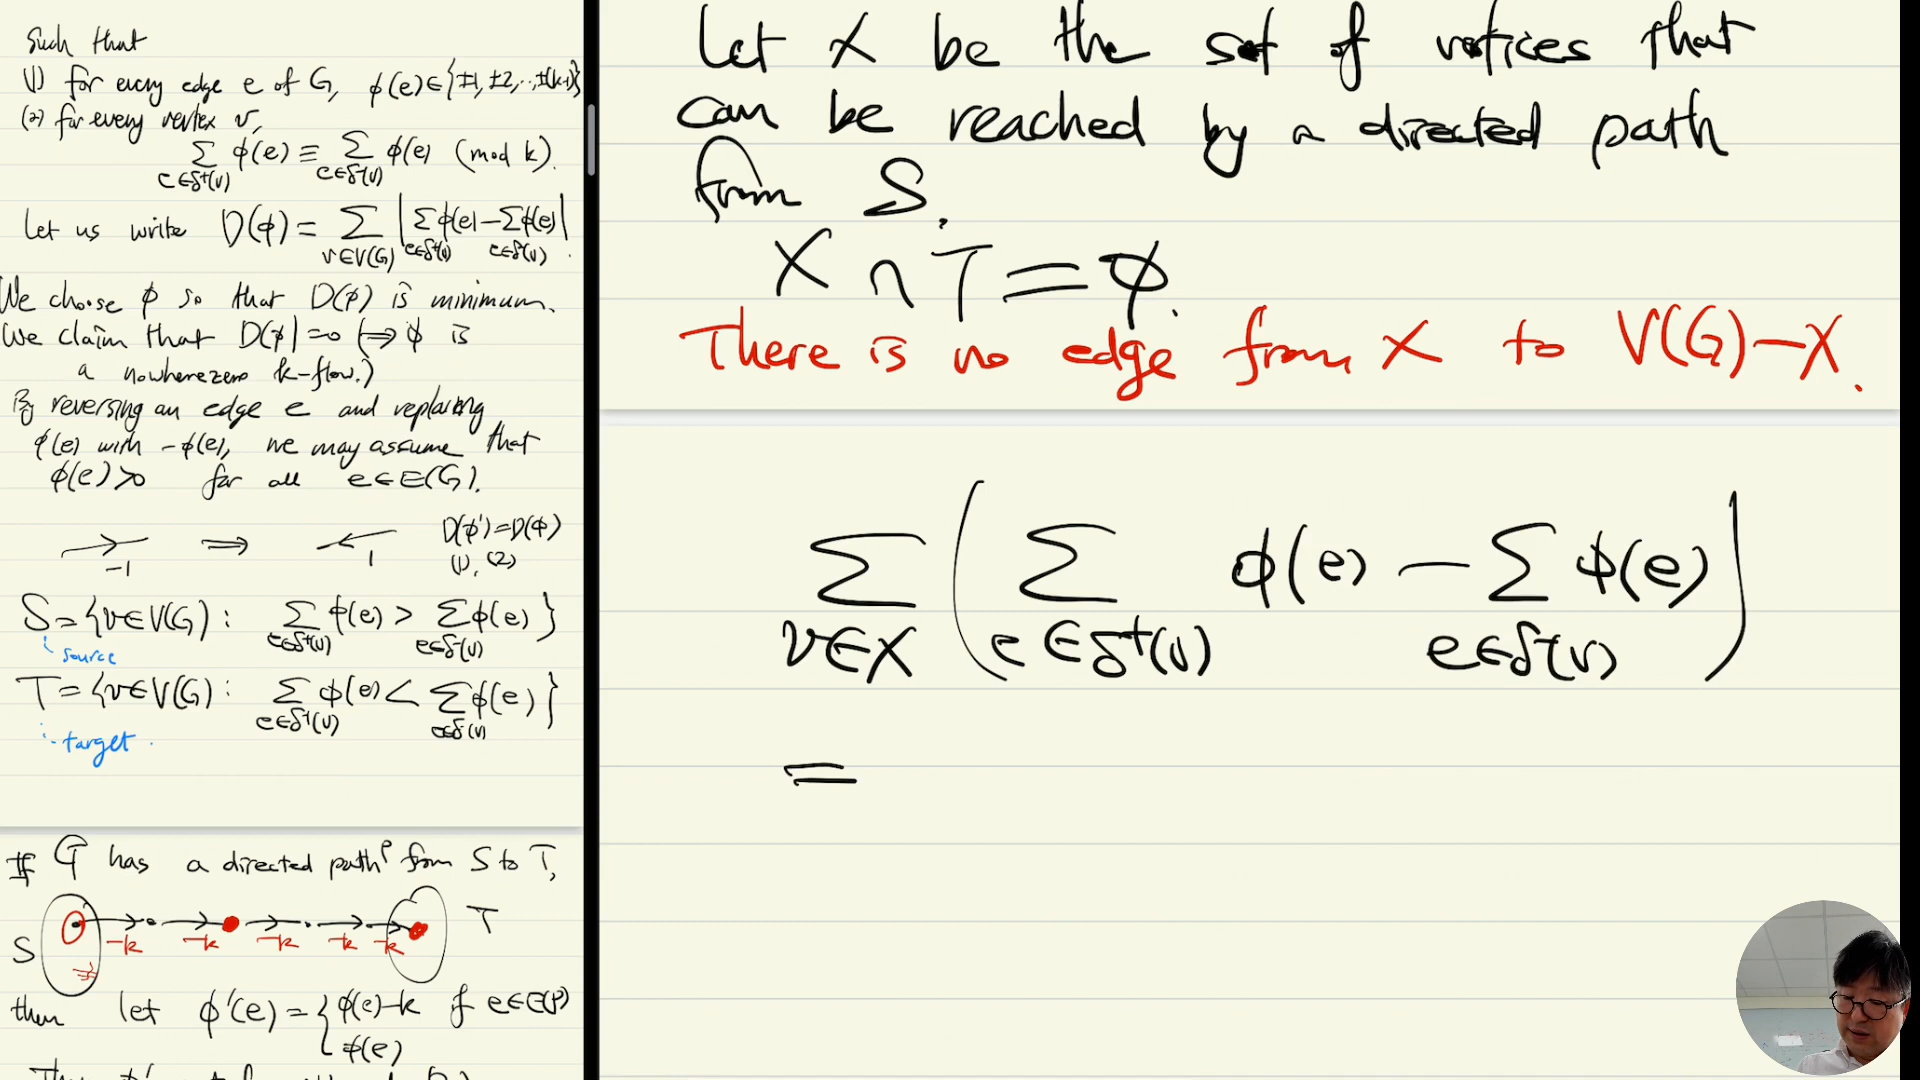 Such that
(1) for every edge e of G, φ(e)∈{±1, ±2, ..., ±(k-1)}
(2) for every vertex v,
∑ φ(e) ≡ ∑ φ(e) (mod k).
e∈δ⁺(v) e∈δ⁻(v)
Let us write D(φ) = ∑ |∑φ(e) − ∑φ(e)|.
v∈V(G) e∈δ⁺(v) e∈δ⁻(v)
We choose φ so that D(φ) is minimum.
We claim that D(φ)=0 (⟹ φ is
a nowherezero k-flow.)
By reversing an edge e and replacing
φ(e) with −φ(e), we may assume that
φ(e)>0 for all e∈E(G).
⟹ D(φ')=D(φ)
−1 1 (1), (2)
S = {v∈V(G) : ∑ φ(e) > ∑ φ(e)}
e∈δ⁺(v) e∈δ⁻(v)
source
T = {v∈V(G) : ∑ φ(e) < ∑ φ(e)}
e∈δ⁺(v) e∈δ⁻(v)
target
If G has a directed path P from S to T,
S −k −k −k −k −k T
then let φ'(e) = { φ(e)−k if e∈E(P)
φ(e)
Let X be the set of vertices that
can be reached by a directed path
from S.
X ∩ T = φ.
There is no edge from X to V(G)−X.
∑ ( ∑ φ(e) − ∑ φ(e) )
v∈X e∈δ⁺(v) e∈δ⁻(v)
=